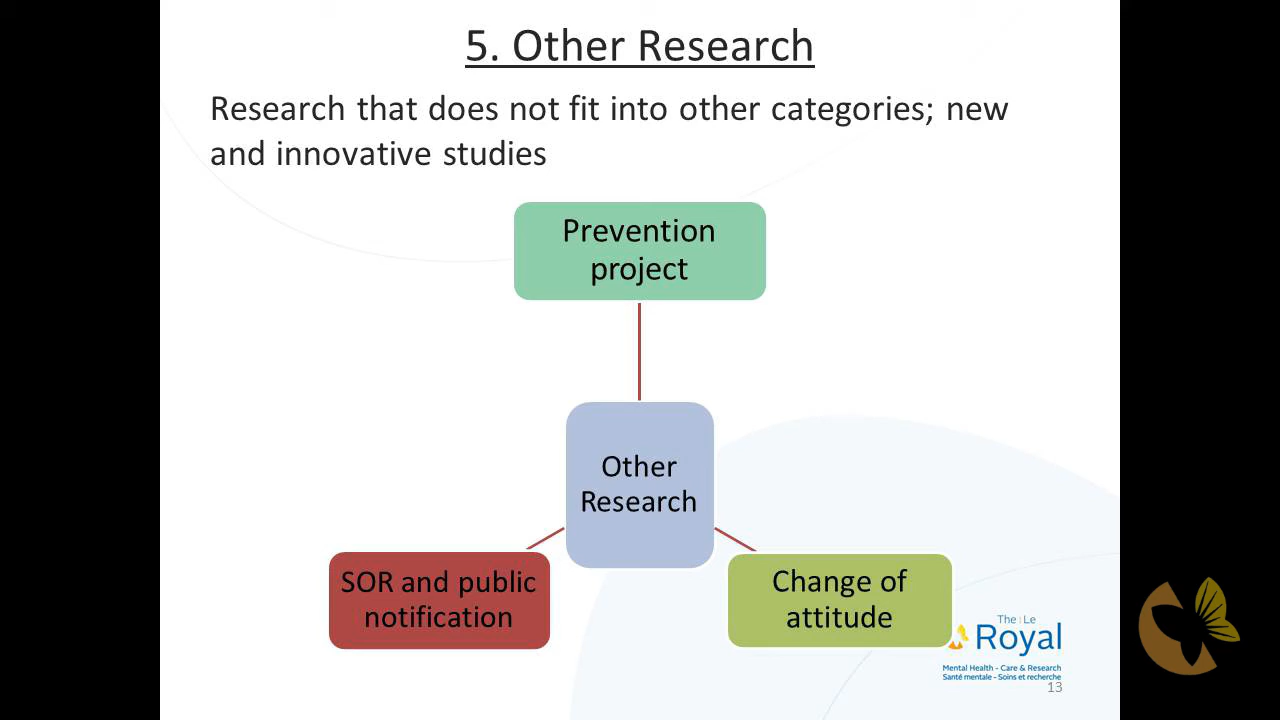 5. Other Research
Research that does not fit into other categories; new
and innovative studies
Prevention
project
Other
Research
SOR and public
notification
Change of
attitude
The Le
Royal
Mental Health - Care & Research
Santé mentale - Soins et recherche
13